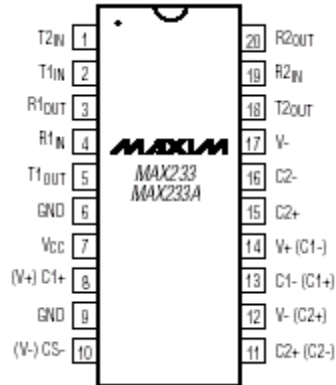 T2IN 1
T1IN 2
R1OUT 3
R1IN 4
T1OUT 5
GND 6
VCC 7
(V+) C1+ 8
GND 9
(V-) CS- 10
MAXIM
MAX233
MAX233A
20 R2OUT
19 R2IN
18 T2OUT
17 V-
16 C2-
15 C2+
14 V+ (C1-)
13 C1- (C1+)
12 V- (C2+)
11 C2+ (C2-)